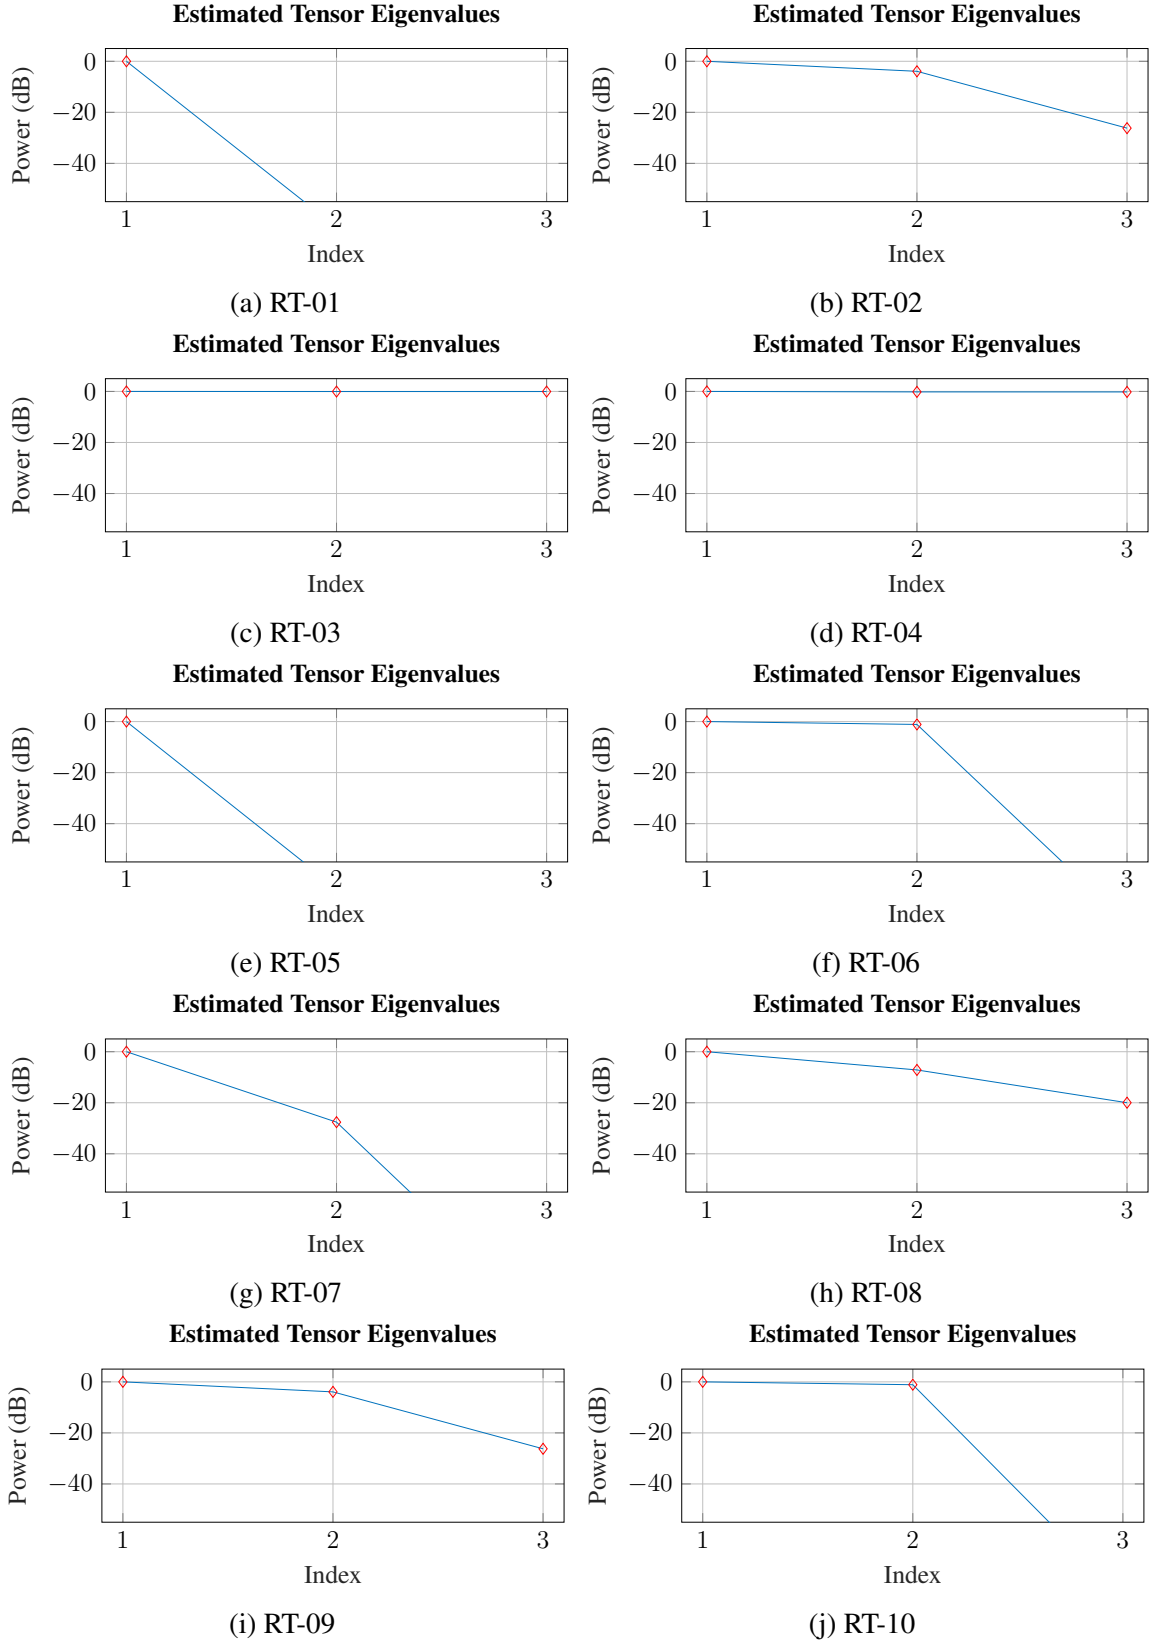 Estimated Tensor Eigenvalues
Estimated Tensor Eigenvalues
Power (dB)
0
−20
−40
1 2 3
Index
Power (dB)
0
−20
−40
1 2 3
Index
(a) RT-01
(b) RT-02
Estimated Tensor Eigenvalues
Estimated Tensor Eigenvalues
Power (dB)
0
−20
−40
1 2 3
Index
Power (dB)
0
−20
−40
1 2 3
Index
(c) RT-03
(d) RT-04
Estimated Tensor Eigenvalues
Estimated Tensor Eigenvalues
Power (dB)
0
−20
−40
1 2 3
Index
Power (dB)
0
−20
−40
1 2 3
Index
(e) RT-05
(f) RT-06
Estimated Tensor Eigenvalues
Estimated Tensor Eigenvalues
Power (dB)
0
−20
−40
1 2 3
Index
Power (dB)
0
−20
−40
1 2 3
Index
(g) RT-07
(h) RT-08
Estimated Tensor Eigenvalues
Estimated Tensor Eigenvalues
Power (dB)
0
−20
−40
1 2 3
Index
Power (dB)
0
−20
−40
1 2 3
Index
(i) RT-09
(j) RT-10